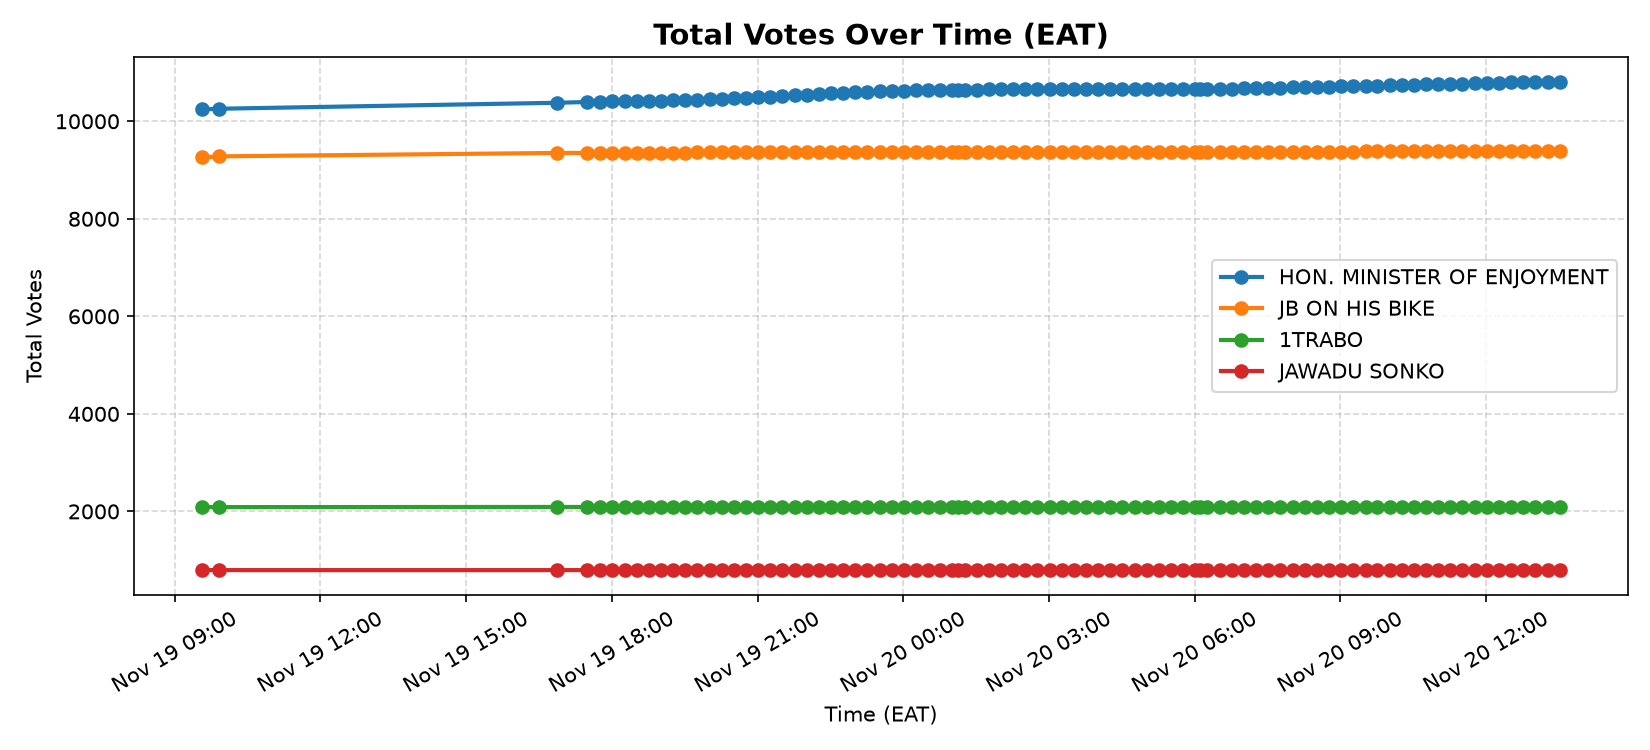 Total Votes Over Time (EAT)
Total Votes
10000
8000
6000
4000
2000
HON. MINISTER OF ENJOYMENT
JB ON HIS BIKE
1TRABO
JAWADU SONKO
Nov 19 09:00
Nov 19 12:00
Nov 19 15:00
Nov 19 18:00
Nov 19 21:00
Nov 20 00:00
Nov 20 03:00
Nov 20 06:00
Nov 20 09:00
Nov 20 12:00
Time (EAT)